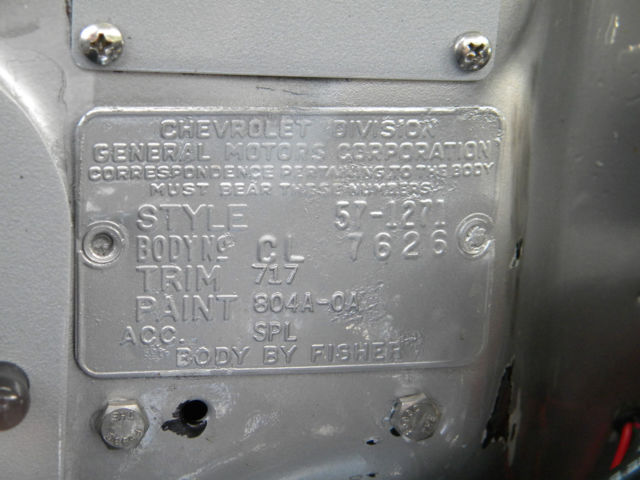 CHEVROLET DIVISION
GENERAL MOTORS CORPORATION
CORRESPONDENCE PERTAINING TO THE BODY
MUST BEAR THESE NUMBERS
STYLE 57-1271
BODY No CL 7626
TRIM 717
PAINT 804A-0A
ACC. SPL
BODY BY FISHER